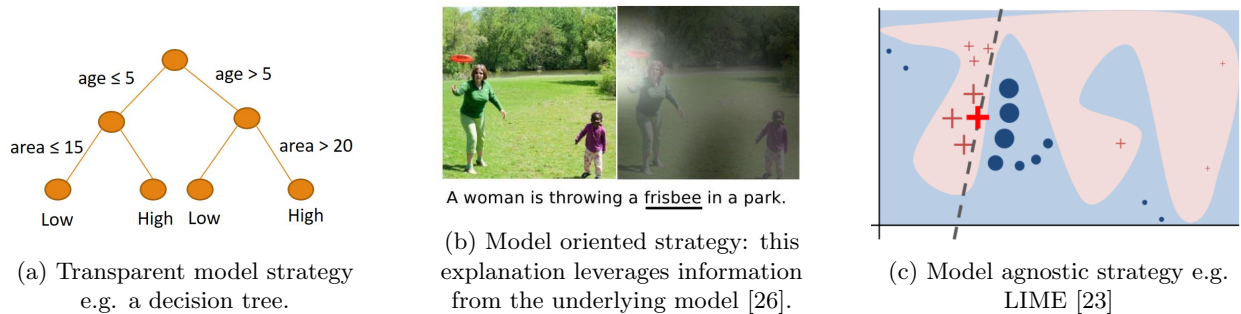 age ≤ 5
age > 5
area ≤ 15
area > 20
Low
High
Low
High
(a) Transparent model strategy
e.g. a decision tree.
A woman is throwing a frisbee in a park.
(b) Model oriented strategy: this
explanation leverages information
from the underlying model [26].
(c) Model agnostic strategy e.g.
LIME [23]